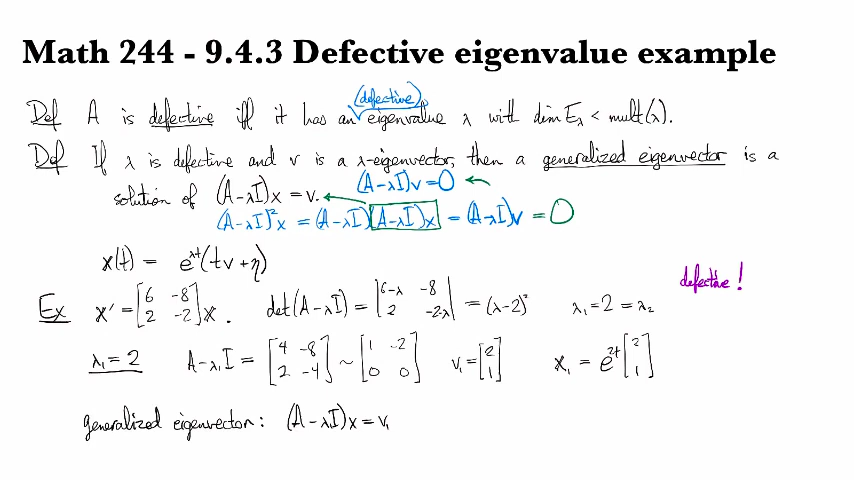 Math 244 - 9.4.3 Defective eigenvalue example
(defective)
Def A is defective iff it has an eigenvalue λ with dim E_λ < mult(λ).
Def If λ is defective and v is a λ-eigenvector, then a generalized eigenvector is a
solution of (A-λI)x = v. (A-λI)v = 0 ←
(A-λI)²x = (A-λI)(A-λI)x = (A-λI)v = 0
x(t) = e^{λt}(tv + η)
defective!
Ex x' = [6 -8; 2 -2]x. det(A-λI) = |6-λ -8; 2 -2-λ| = (λ-2)² λ₁ = 2 = λ₂
λ₁ = 2 A-λ₁I = [4 -8; 2 -4] ~ [1 -2; 0 0] v₁ = [2; 1] x₁ = e^{2t}[2; 1]
generalized eigenvector: (A-λI)x = v₁